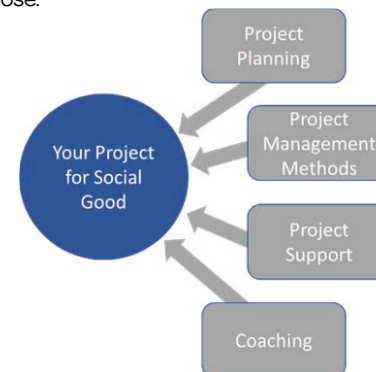 ose.
Project
Planning
Project
Management
Methods
Your Project
for Social
Good
Project
Support
Coaching